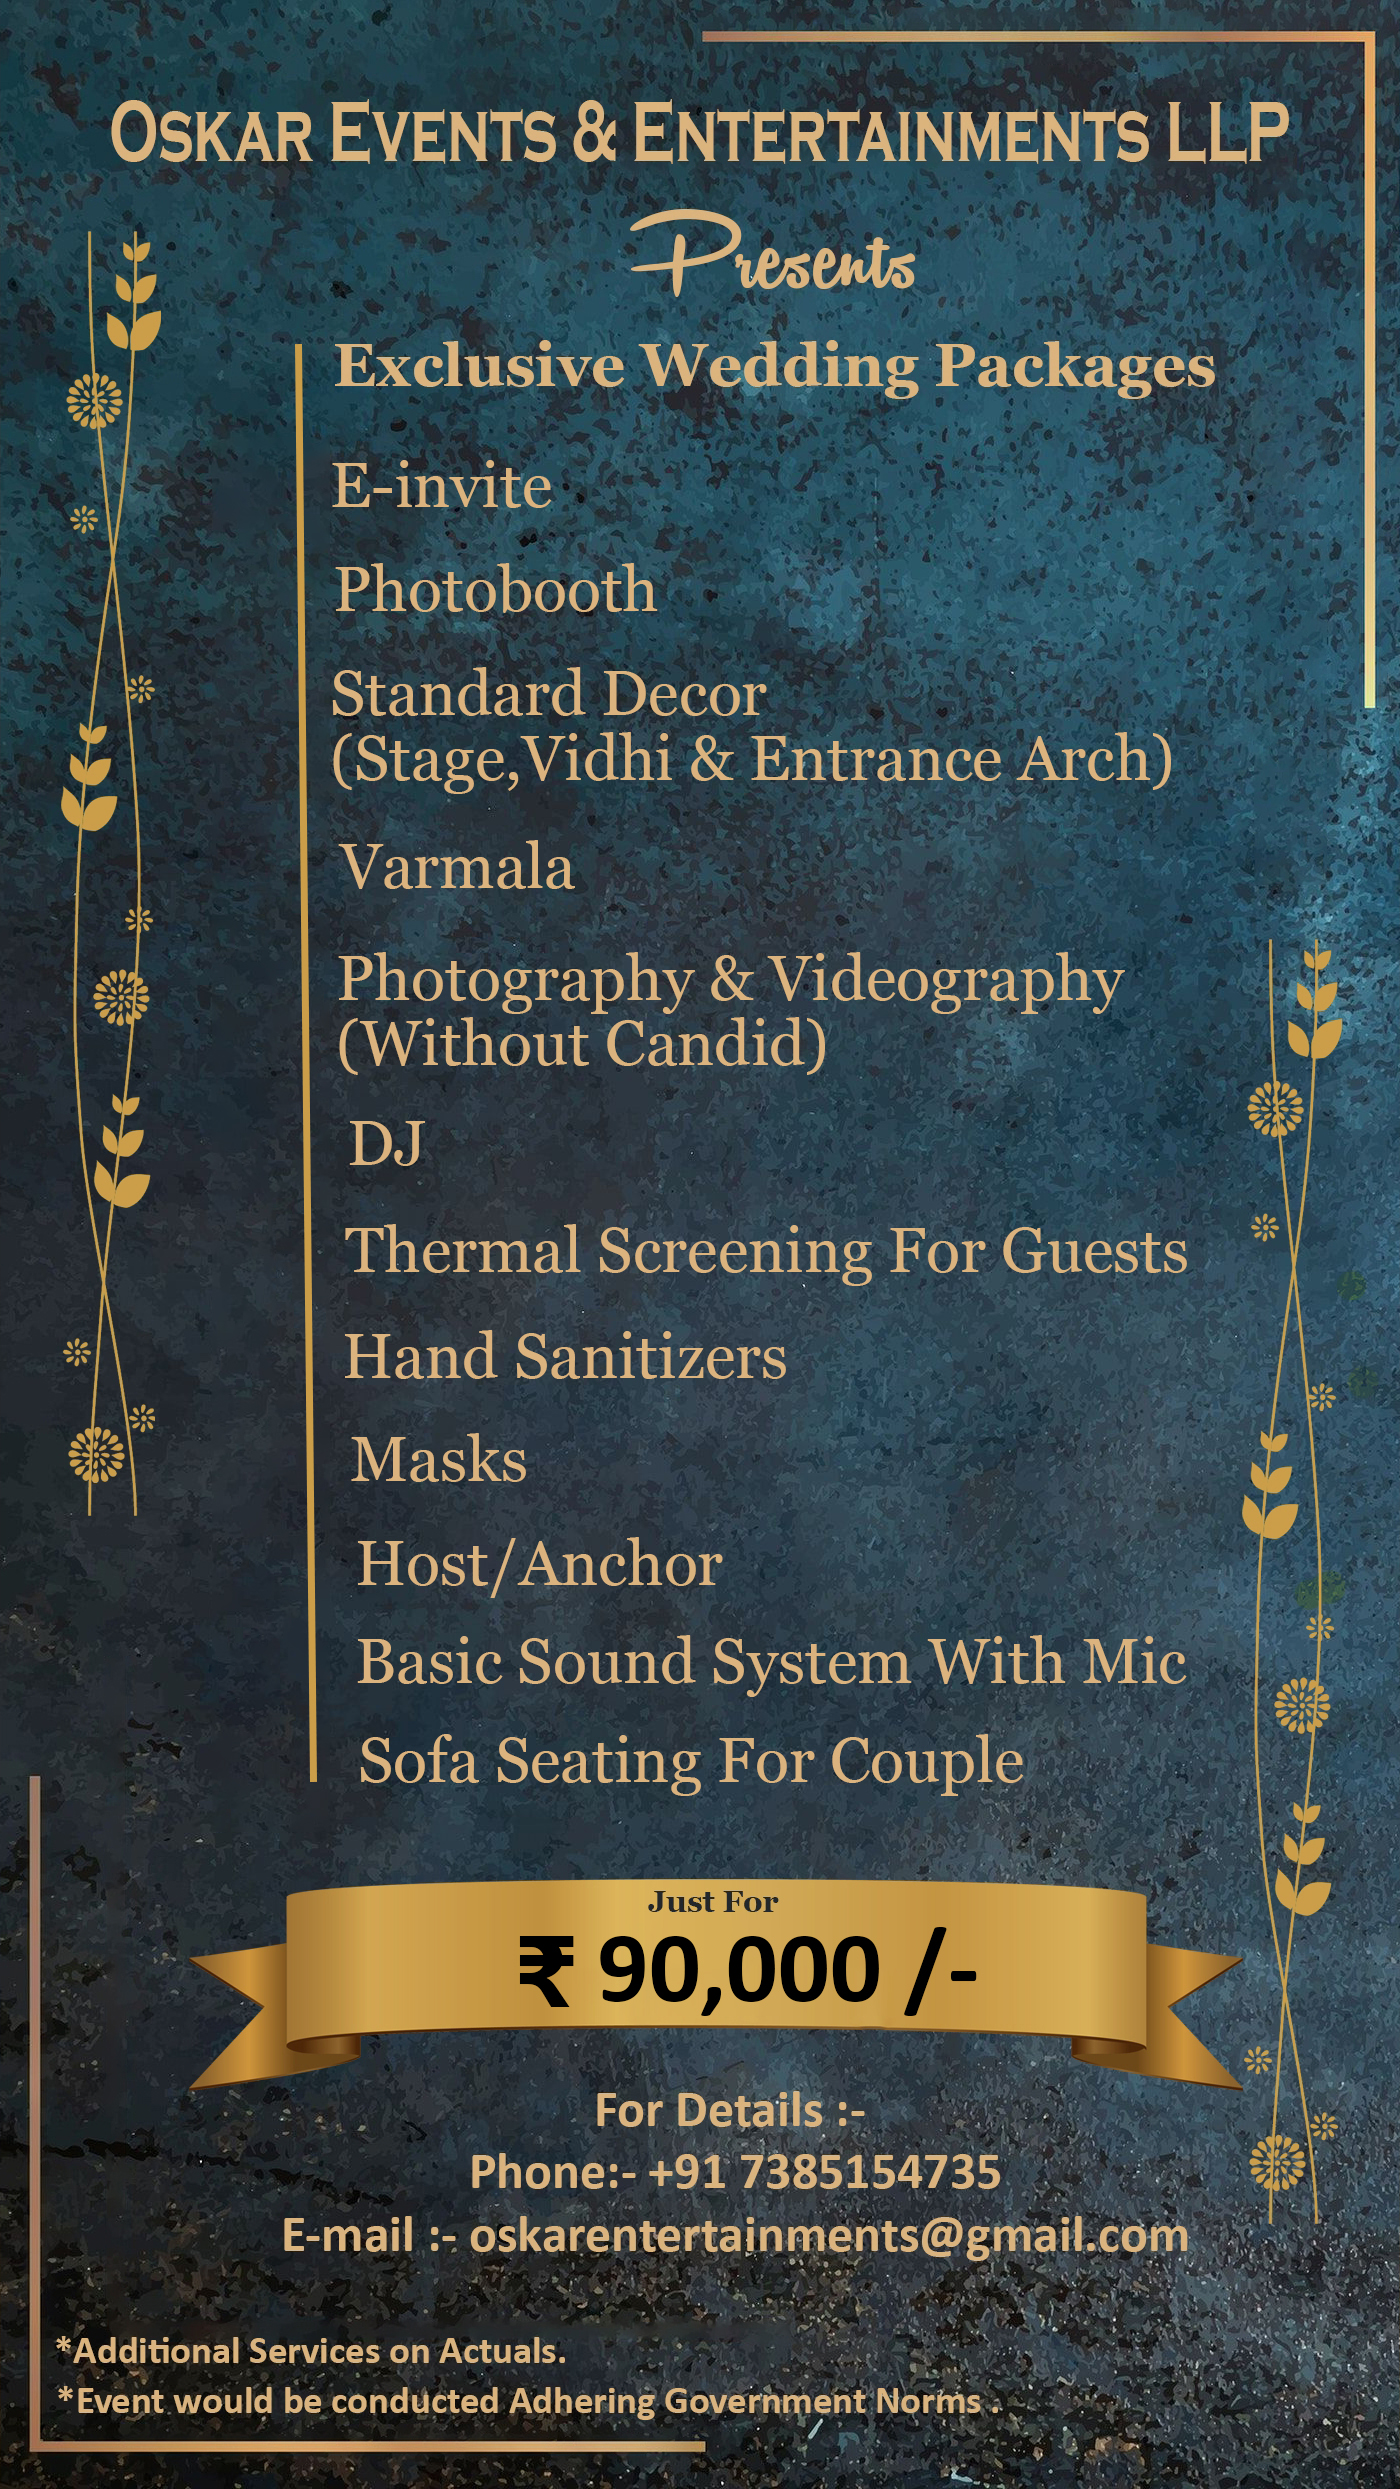 Oskar Events & Entertainments LLP
Presents
Exclusive Wedding Packages
E-invite
Photobooth
Standard Decor
(Stage,Vidhi & Entrance Arch)
Varmala
Photography & Videography
(Without Candid)
DJ
Thermal Screening For Guests
Hand Sanitizers
Masks
Host/Anchor
Basic Sound System With Mic
Sofa Seating For Couple
Just For
₹ 90,000 /-
For Details :-
Phone:- +91 7385154735
E-mail :- oskarentertainments@gmail.com
*Additional Services on Actuals.
*Event would be conducted Adhering Government Norms .